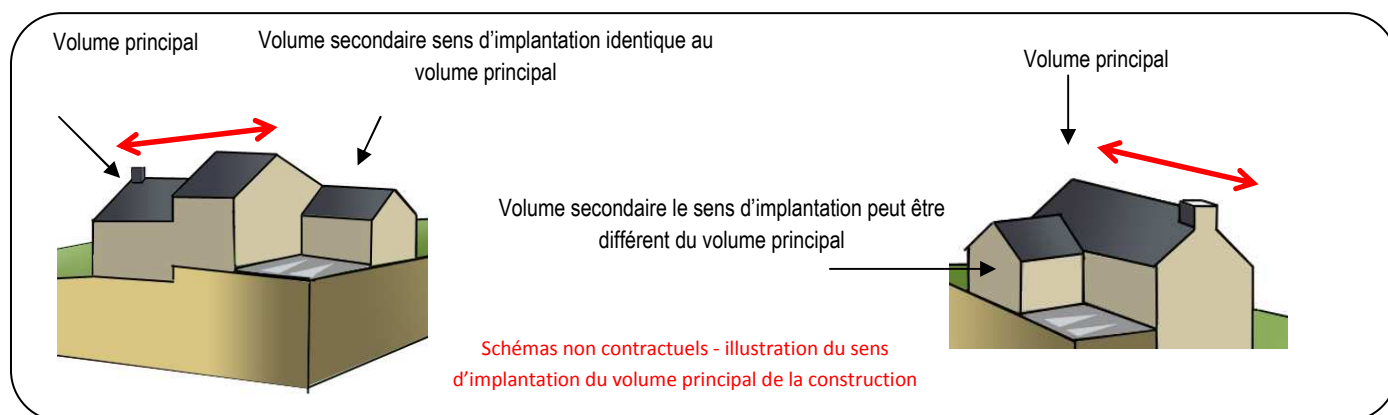 Volume principal
Volume secondaire sens d’implantation identique au
volume principal
Volume principal
Volume secondaire le sens d’implantation peut être
différent du volume principal
Schémas non contractuels - illustration du sens
d’implantation du volume principal de la construction